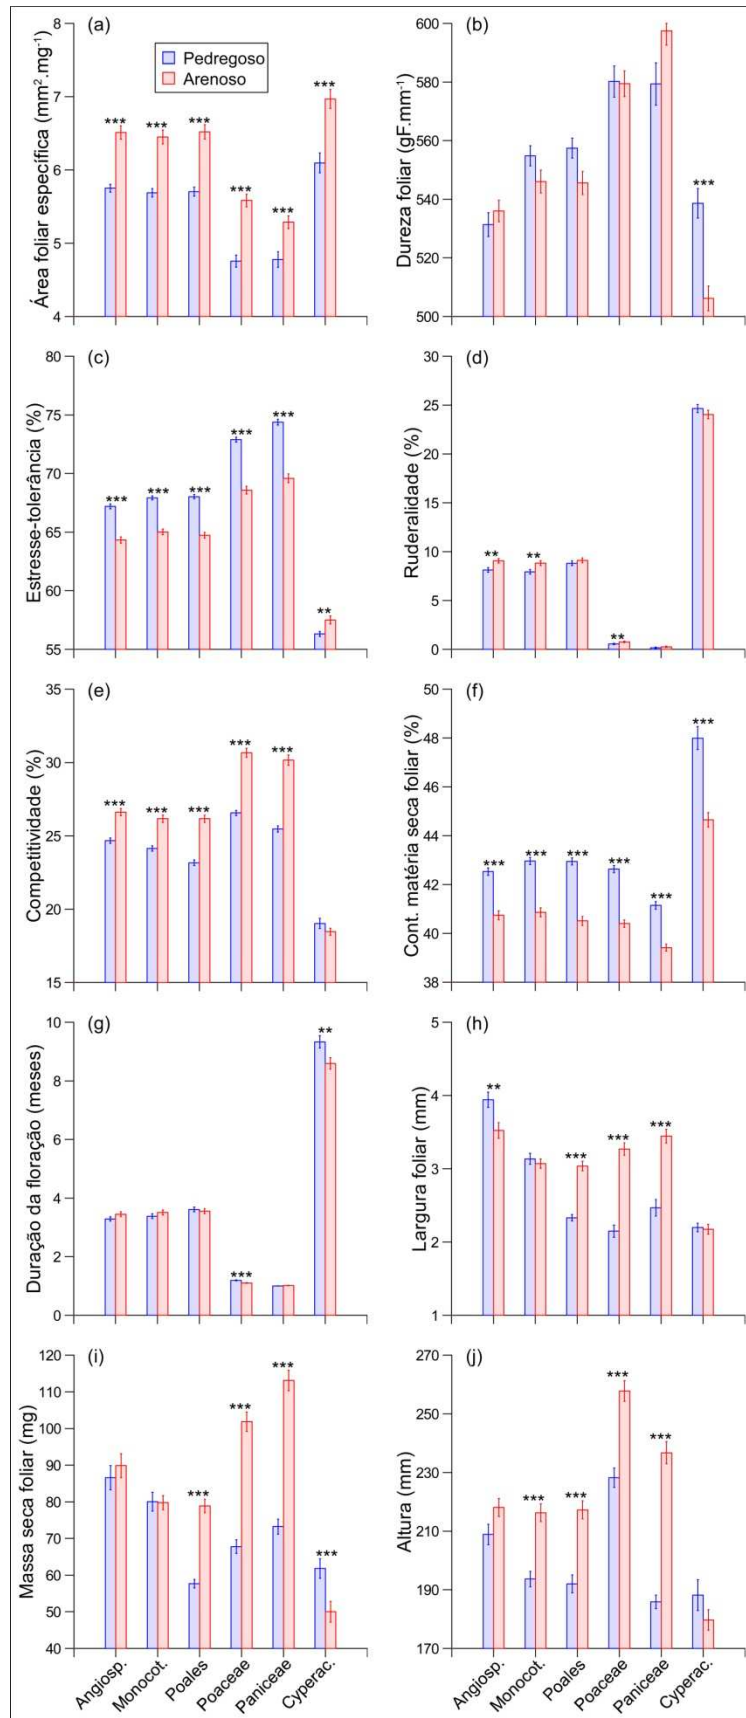 (a)
Pedregoso
Arenoso
Área foliar específica (mm².mg⁻¹)
8
7
6
5
4
*** *** *** *** *** ***
(b)
Dureza foliar (gF.mm⁻¹)
600
580
560
540
520
500
***
(c)
Estresse-tolerância (%)
80
75
70
65
60
55
*** *** *** *** *** **
(d)
Ruderalidade (%)
30
25
20
15
10
5
0
** ** **
(e)
Competitividade (%)
35
30
25
20
15
*** *** *** *** ***
(f)
Cont. matéria seca foliar (%)
50
48
46
44
42
40
38
*** *** *** *** *** ***
(g)
Duração da floração (meses)
10
8
6
4
2
0
*** **
(h)
Largura foliar (mm)
5
4
3
2
1
** *** *** ***
(i)
Massa seca foliar (mg)
120
110
100
90
80
70
60
50
40
*** *** *** ***
Angiosp.
Monocot.
Poales
Poaceae
Paniceae
Cyperac.
(j)
Altura (mm)
270
250
230
210
190
170
*** *** *** ***
Angiosp.
Monocot.
Poales
Poaceae
Paniceae
Cyperac.